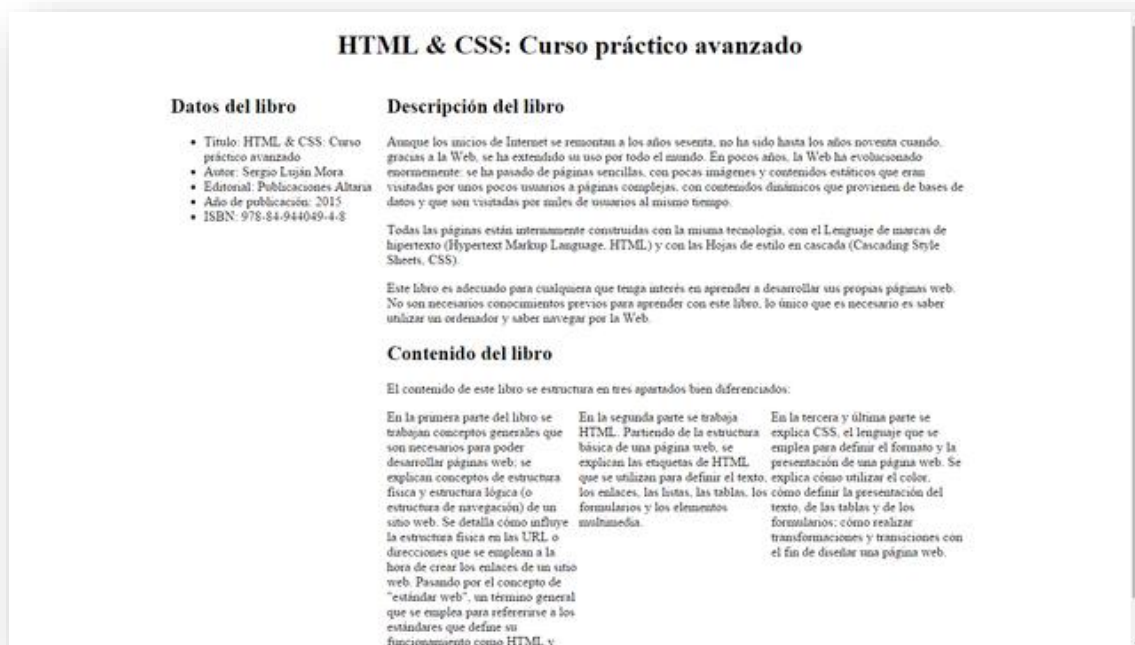 HTML & CSS: Curso práctico avanzado
Datos del libro
Titulo: HTML & CSS: Curso
práctico avanzado
Autor: Sergio Luján Mora
Editorial: Publicaciones Altaria
Año de publicación: 2015
ISBN: 978-84-944049-4-8
Descripción del libro
Aunque los inicios de Internet se remontan a los años sesenta, no ha sido hasta los años noventa cuando,
gracias a la Web, se ha extendido su uso por todo el mundo. En pocos años, la Web ha evolucionado
enormemente: se ha pasado de páginas sencillas, con pocas imágenes y contenidos estáticos que eran
visitadas por unos pocos usuarios a páginas complejas, con contenidos dinámicos que provienen de bases de
datos y que son visitadas por miles de usuarios al mismo tiempo.
Todas las páginas están internamente construidas con la misma tecnología, con el Lenguaje de marcas de
hipertexto (Hypertext Markup Language, HTML) y con las Hojas de estilo en cascada (Cascading Style
Sheets, CSS).
Este libro es adecuado para cualquiera que tenga interés en aprender a desarrollar sus propias páginas web.
No son necesarios conocimientos previos para aprender con este libro, lo único que es necesario es saber
utilizar un ordenador y saber navegar por la Web.
Contenido del libro
El contenido de este libro se estructura en tres apartados bien diferenciados:
En la primera parte del libro se
trabajan conceptos generales que
son necesarios para poder
desarrollar páginas web: se
explican conceptos de estructura
física y estructura lógica (o
estructura de navegación) de un
sitio web. Se detalla cómo influye
la estructura física en las URL o
direcciones que se emplean a la
hora de crear los enlaces de un sitio
web. Pasando por el concepto de
"estándar web", un término general
que se emplea para refererirse a los
estándares que define su
funcionamiento como HTML y
En la segunda parte se trabaja
HTML. Partiendo de la estructura
básica de una página web, se
explican las etiquetas de HTML
que se utilizan para definir el texto,
los enlaces, las listas, las tablas, los
formularios y los elementos
multimedia.
En la tercera y última parte se
explica CSS, el lenguaje que se
emplea para definir el formato y la
presentación de una página web. Se
explica cómo utilizar el color,
cómo definir la presentación del
texto, de las tablas y de los
formularios; cómo realizar
transformaciones y transiciones con
el fin de diseñar una página web.